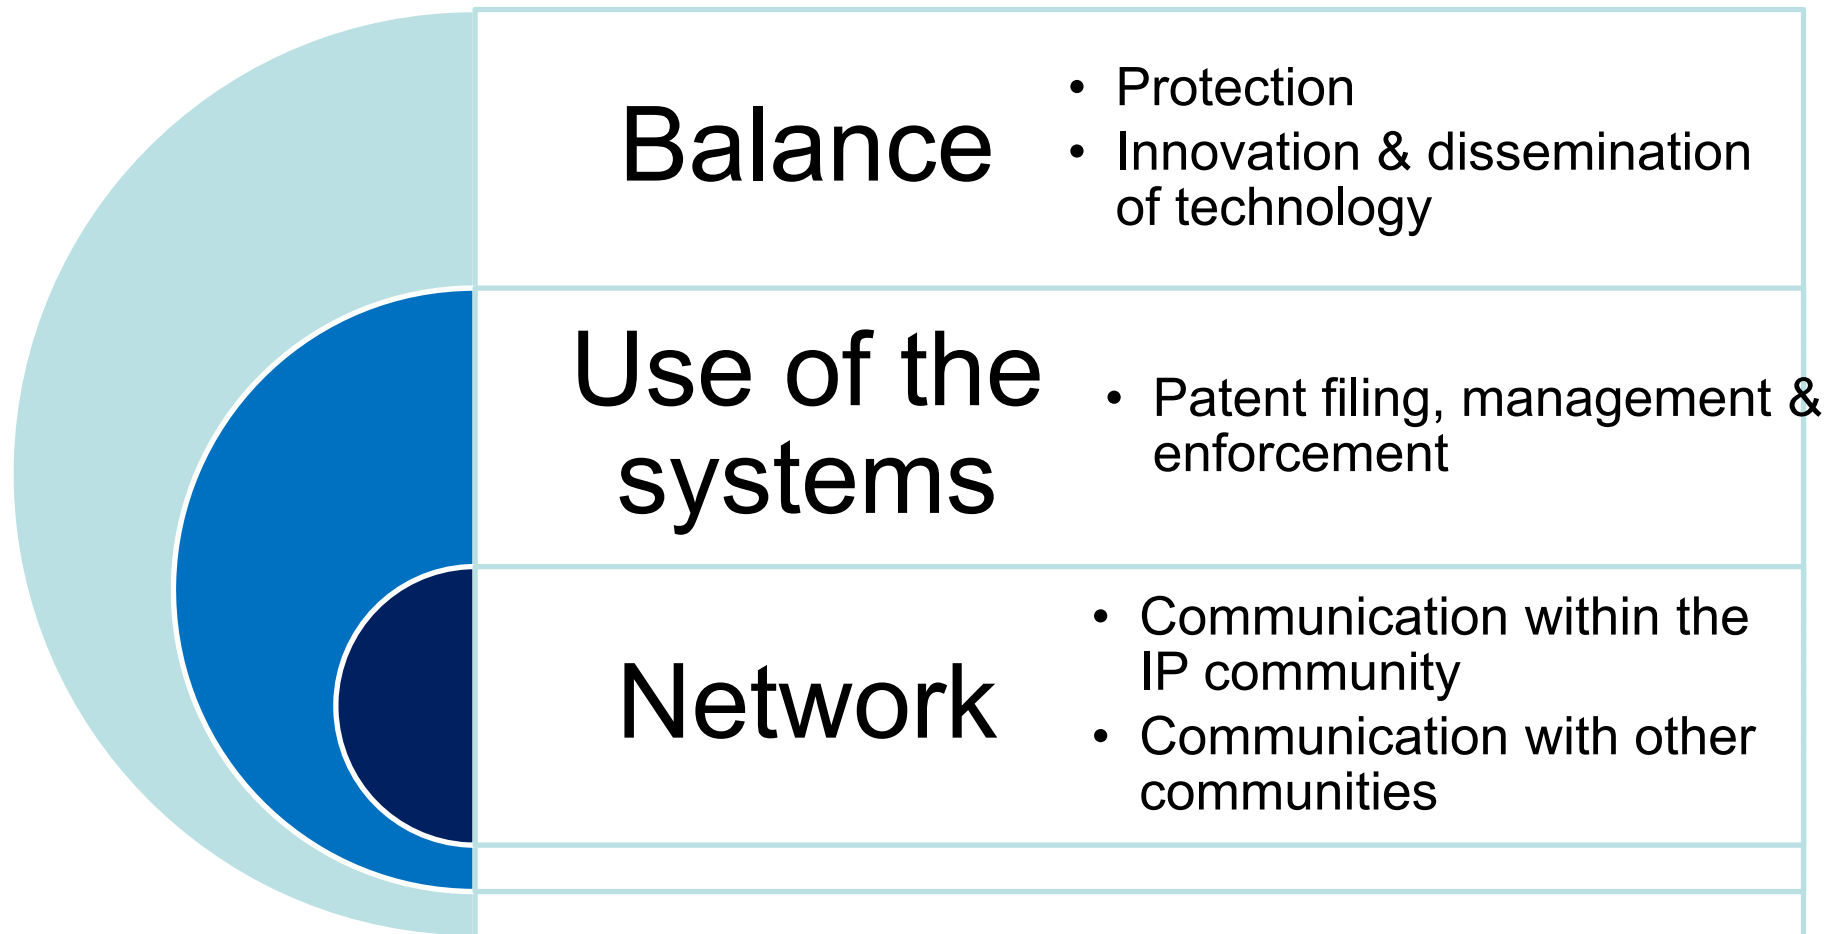 Balance
• Protection
• Innovation & dissemination
of technology
Use of the
systems
• Patent filing, management &
enforcement
Network
• Communication within the
IP community
• Communication with other
communities